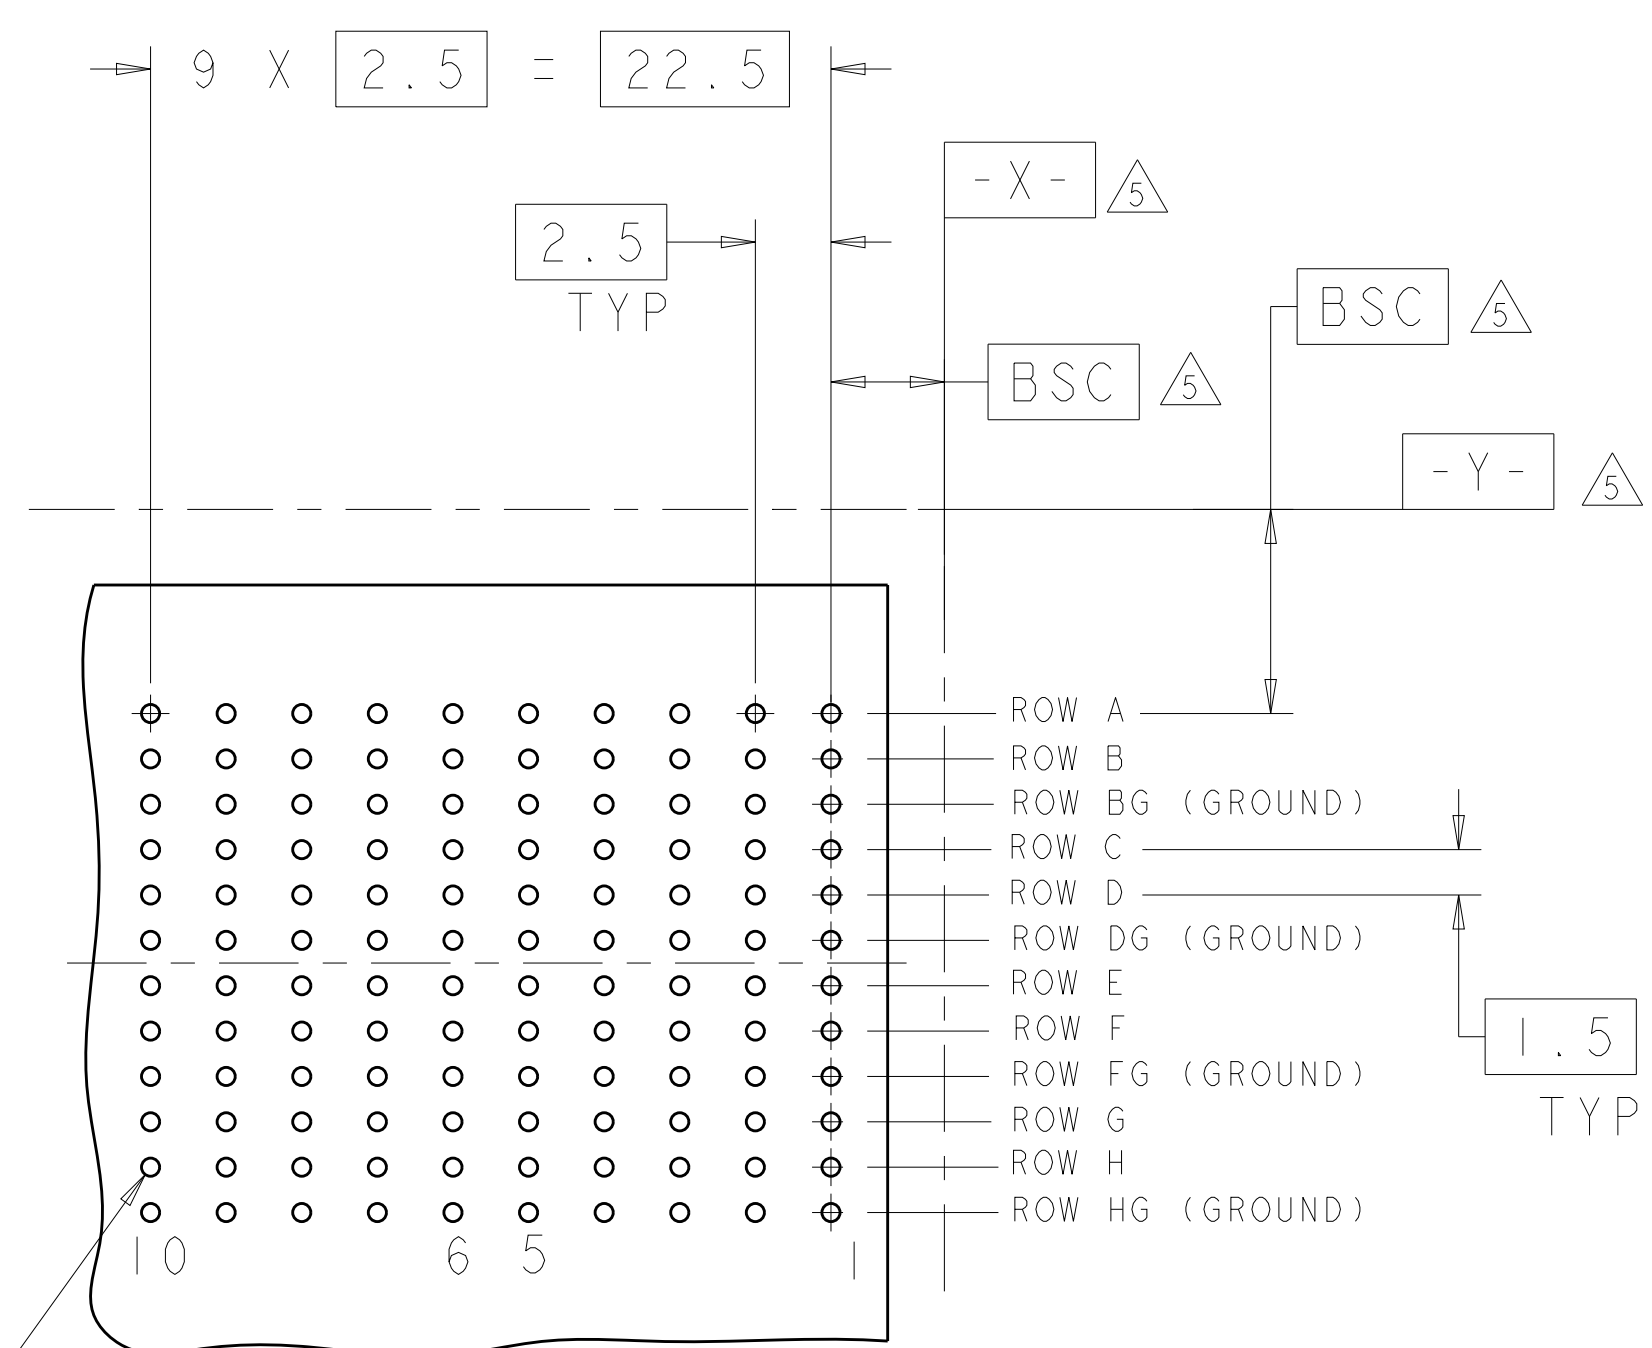 9 X 2.5 = 22.5
-X- 5
2.5
TYP
BSC 5
BSC 5
-Y- 5
ROW A
ROW B
ROW BG (GROUND)
ROW C
ROW D
ROW DG (GROUND)
ROW E
ROW F
ROW FG (GROUND)
1.5
TYP
ROW G
ROW H
ROW HG (GROUND)
10 6 5 1